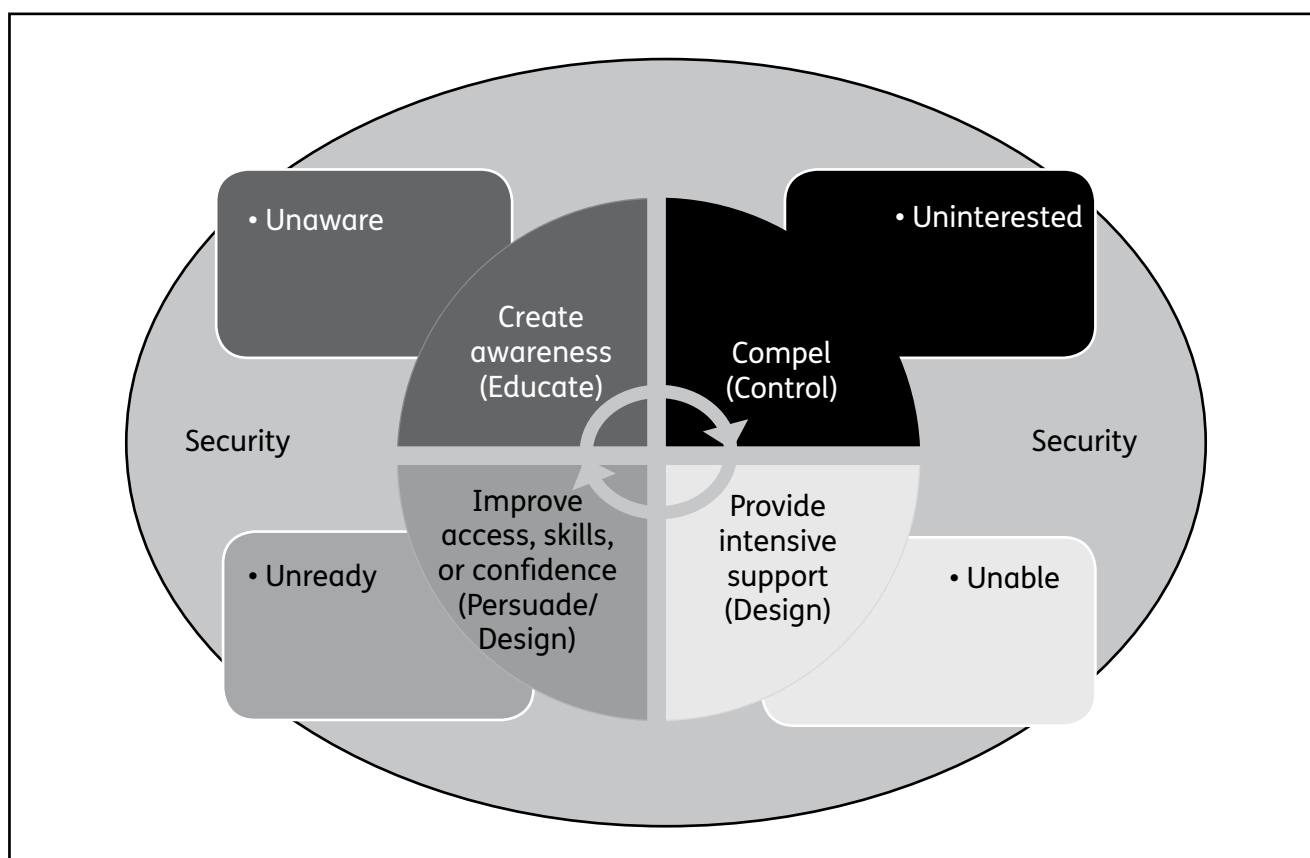 • Unaware
• Uninterested
Create
awareness
(Educate)
Compel
(Control)
Security
Security
Improve
access, skills,
or confidence
(Persuade/
Design)
Provide
intensive
support
(Design)
• Unready
• Unable